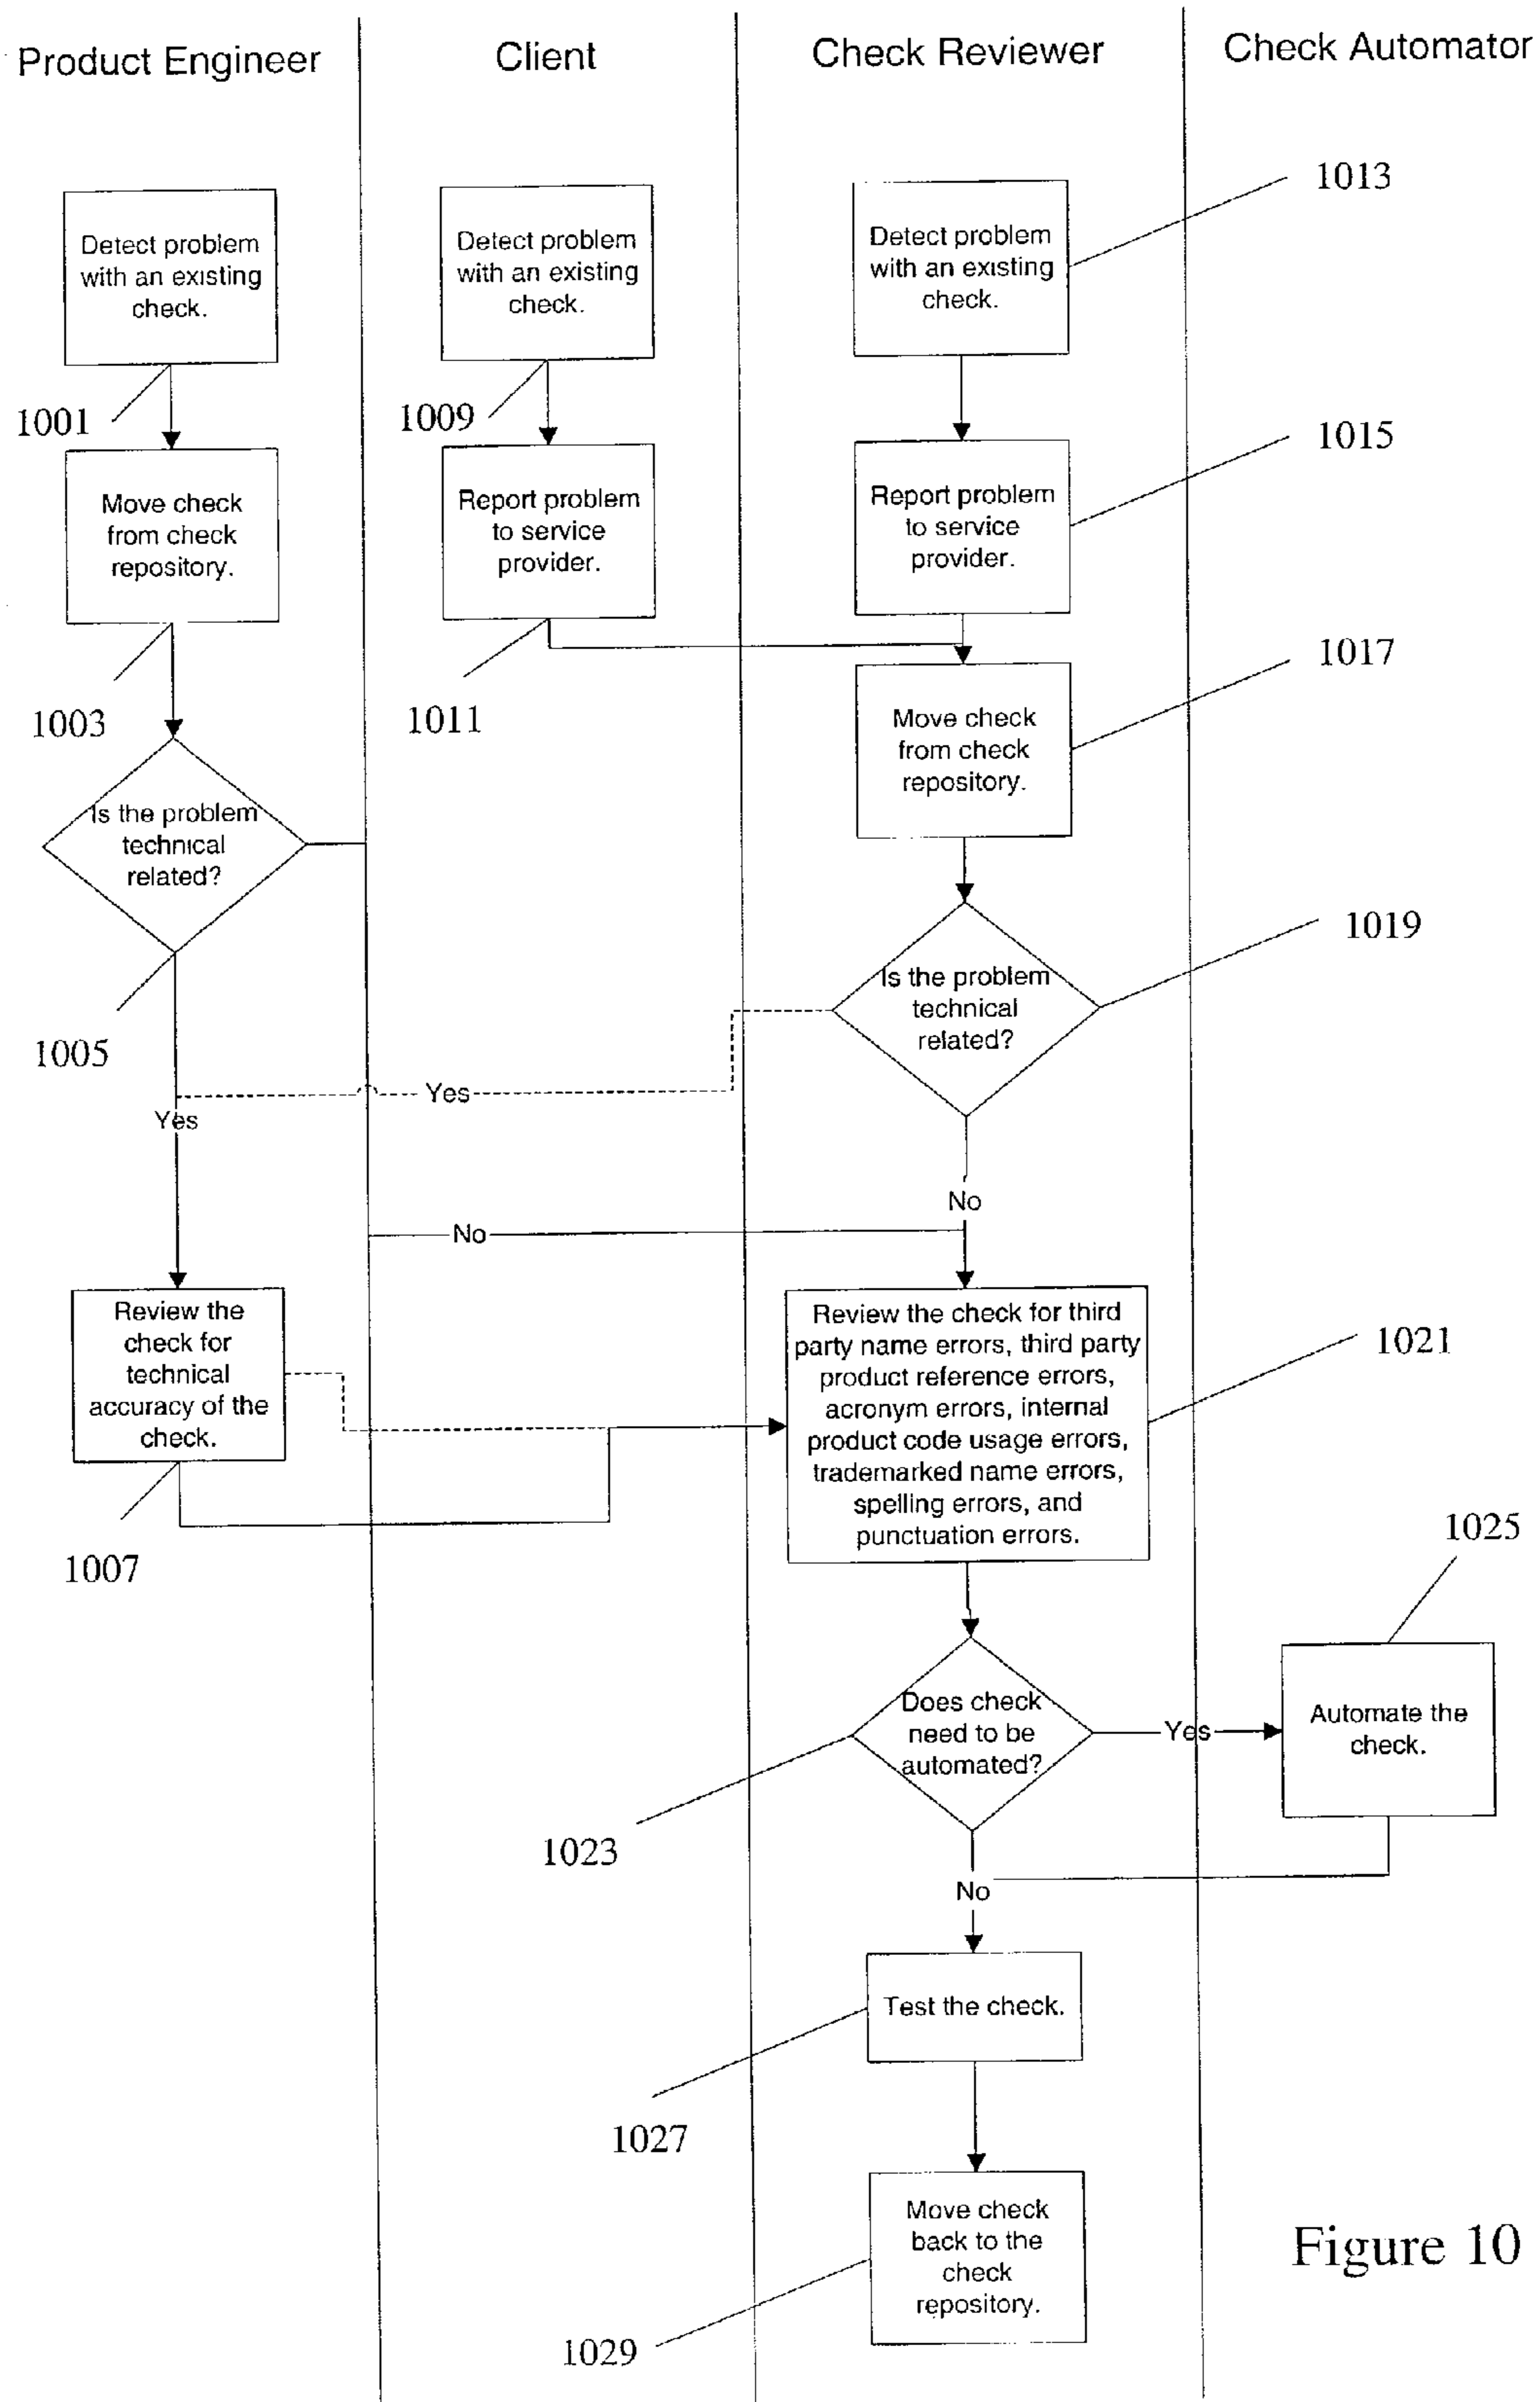 Product Engineer
Client
Check Reviewer
Check Automator
Detect problem
with an existing
check.
1001
Move check
from check
repository.
1003
Is the problem
technical
related?
1005
Yes
Review the
check for
technical
accuracy of the
check.
1007
Detect problem
with an existing
check.
1009
Report problem
to service
provider.
1011
Yes
No
Detect problem
with an existing
check.
1013
Report problem
to service
provider.
1015
Move check
from check
repository.
1017
Is the problem
technical
related?
1019
No
Review the check for third
party name errors, third party
product reference errors,
acronym errors, internal
product code usage errors,
trademarked name errors,
spelling errors, and
punctuation errors.
1021
Does check
need to be
automated?
1023
Yes
Automate the
check.
1025
No
Test the check.
1027
Move check
back to the
check
repository.
1029
Figure 10